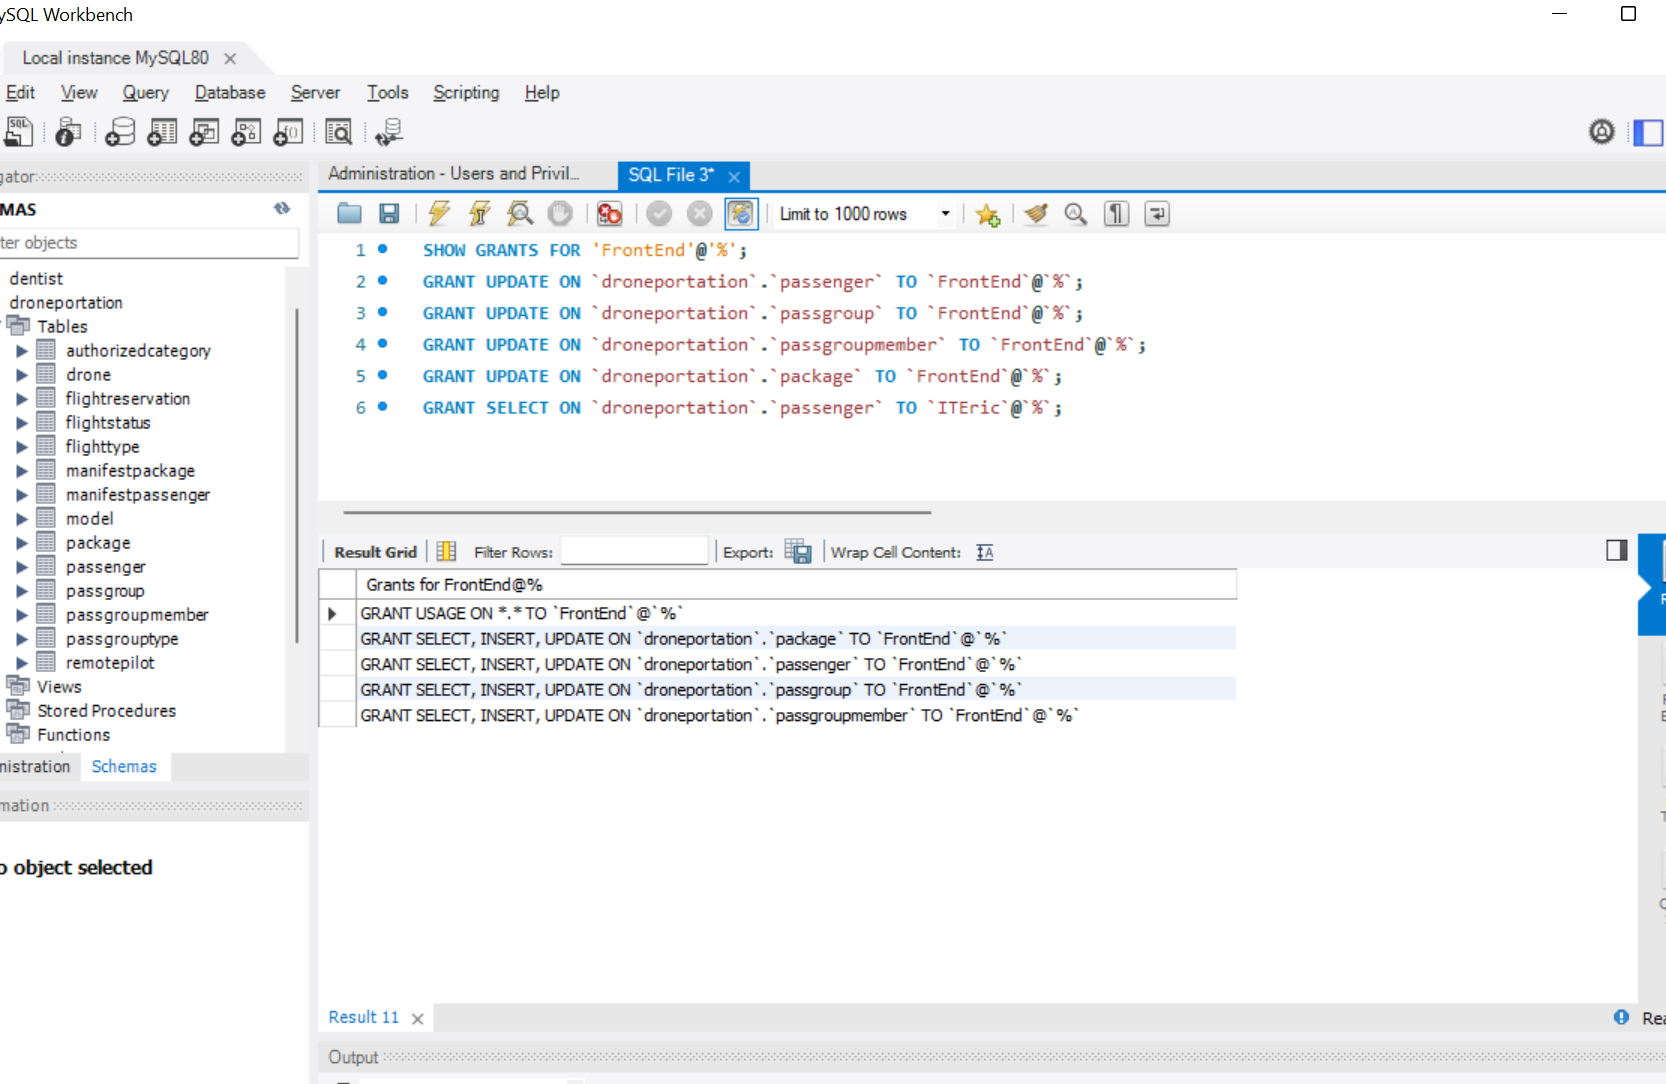 ySQL Workbench
Local instance MySQL80
Edit View Query Database Server Tools Scripting Help
SQL
gator
Administration - Users and Privil...
SQL File 3*
MAS
Limit to 1000 rows
ter objects
dentist
droneportation
Tables
authorizedcategory
drone
flightreservation
flightstatus
flighttype
manifestpackage
manifestpassenger
model
package
passenger
passgroup
passgroupmember
passgrouptype
remotepilot
Views
Stored Procedures
Functions
nistration Schemas
mation
o object selected
1 SHOW GRANTS FOR 'FrontEnd'@'%';
2 GRANT UPDATE ON `droneportation`.`passenger` TO `FrontEnd`@`%`;
3 GRANT UPDATE ON `droneportation`.`passgroup` TO `FrontEnd`@`%`;
4 GRANT UPDATE ON `droneportation`.`passgroupmember` TO `FrontEnd`@`%`;
5 GRANT UPDATE ON `droneportation`.`package` TO `FrontEnd`@`%`;
6 GRANT SELECT ON `droneportation`.`passenger` TO `ITEric`@`%`;
Result Grid Filter Rows: Export: Wrap Cell Content:
Grants for FrontEnd@%
GRANT USAGE ON *.* TO `FrontEnd`@`%`
GRANT SELECT, INSERT, UPDATE ON `droneportation`.`package` TO `FrontEnd`@`%`
GRANT SELECT, INSERT, UPDATE ON `droneportation`.`passenger` TO `FrontEnd`@`%`
GRANT SELECT, INSERT, UPDATE ON `droneportation`.`passgroup` TO `FrontEnd`@`%`
GRANT SELECT, INSERT, UPDATE ON `droneportation`.`passgroupmember` TO `FrontEnd`@`%`
Result 11
Rea
Output